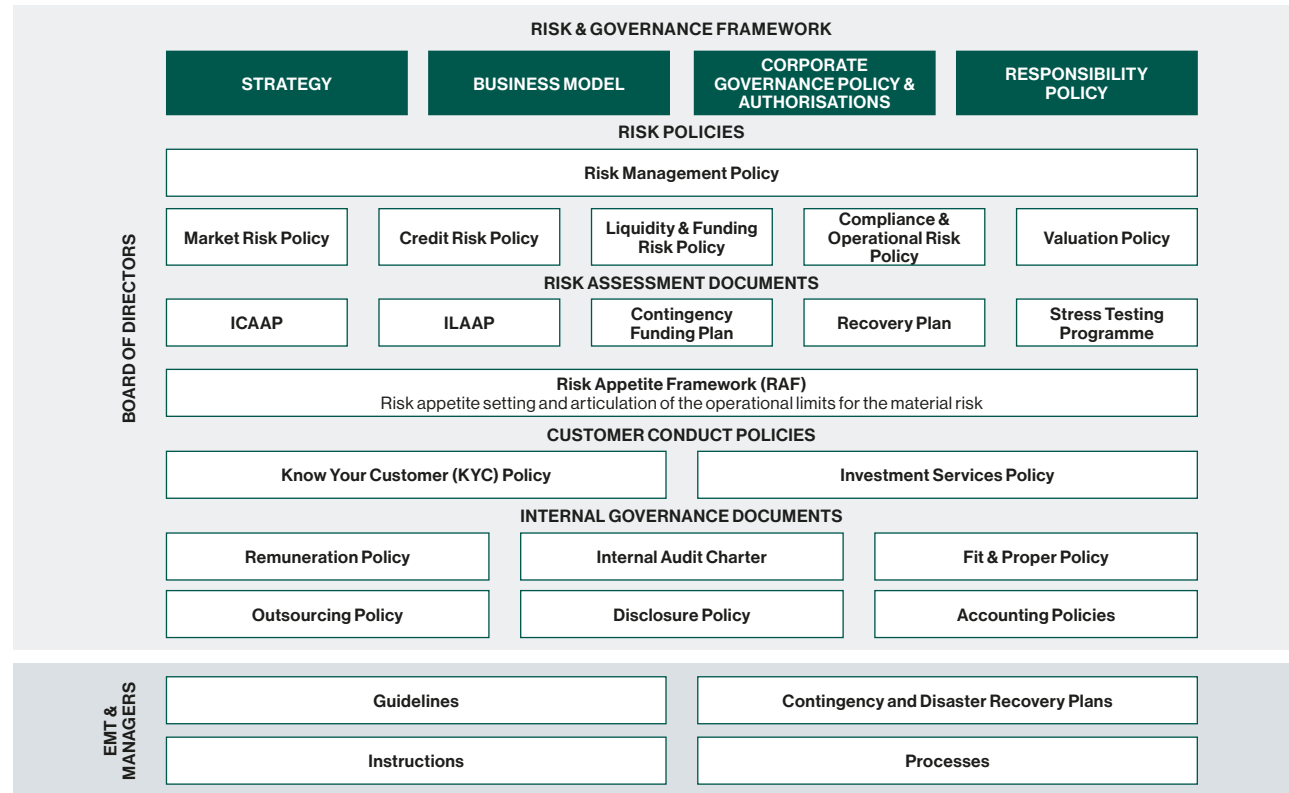 RISK & GOVERNANCE FRAMEWORK
STRATEGY
BUSINESS MODEL
CORPORATE
GOVERNANCE POLICY &
AUTHORISATIONS
RESPONSIBILITY
POLICY
RISK POLICIES
Risk Management Policy
Market Risk Policy
Credit Risk Policy
Liquidity & Funding
Risk Policy
Compliance &
Operational Risk
Policy
Valuation Policy
RISK ASSESSMENT DOCUMENTS
ICAAP
ILAAP
Contingency
Funding Plan
Recovery Plan
Stress Testing
Programme
Risk Appetite Framework (RAF)
Risk appetite setting and articulation of the operational limits for the material risk
CUSTOMER CONDUCT POLICIES
Know Your Customer (KYC) Policy
Investment Services Policy
INTERNAL GOVERNANCE DOCUMENTS
Remuneration Policy
Internal Audit Charter
Fit & Proper Policy
Outsourcing Policy
Disclosure Policy
Accounting Policies
BOARD OF DIRECTORS
Guidelines
Contingency and Disaster Recovery Plans
Instructions
Processes
EMT &
MANAGERS